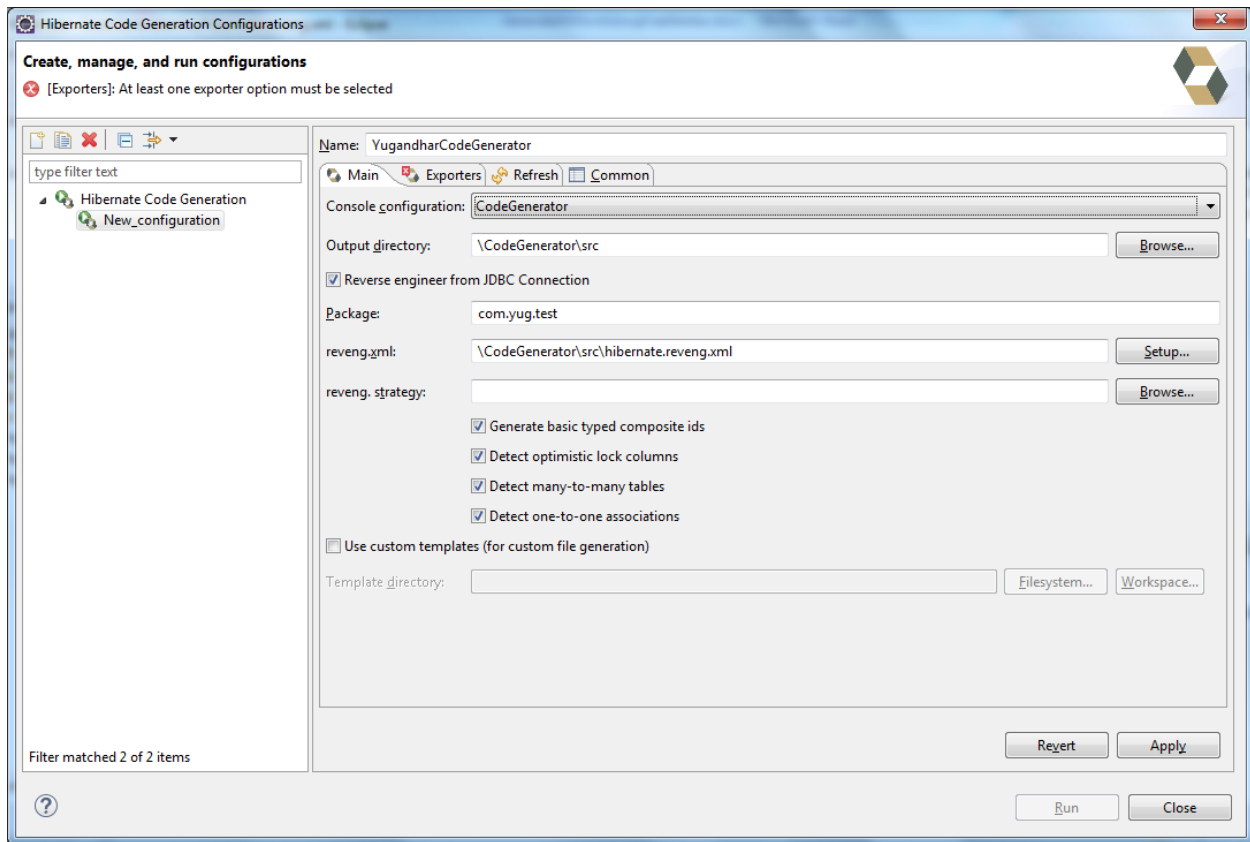 Hibernate Code Generation Configurations
Create, manage, and run configurations
[Exporters]: At least one exporter option must be selected
type filter text
Hibernate Code Generation
New_configuration
Filter matched 2 of 2 items
Name: YugandharCodeGenerator
Main Exporters Refresh Common
Console configuration: CodeGenerator
Output directory: \CodeGenerator\src Browse...
Reverse engineer from JDBC Connection
Package: com.yug.test
reveng.xml: \CodeGenerator\src\hibernate.reveng.xml Setup...
reveng. strategy: Browse...
Generate basic typed composite ids
Detect optimistic lock columns
Detect many-to-many tables
Detect one-to-one associations
Use custom templates (for custom file generation)
Template directory: Filesystem... Workspace...
Revert Apply
Run Close